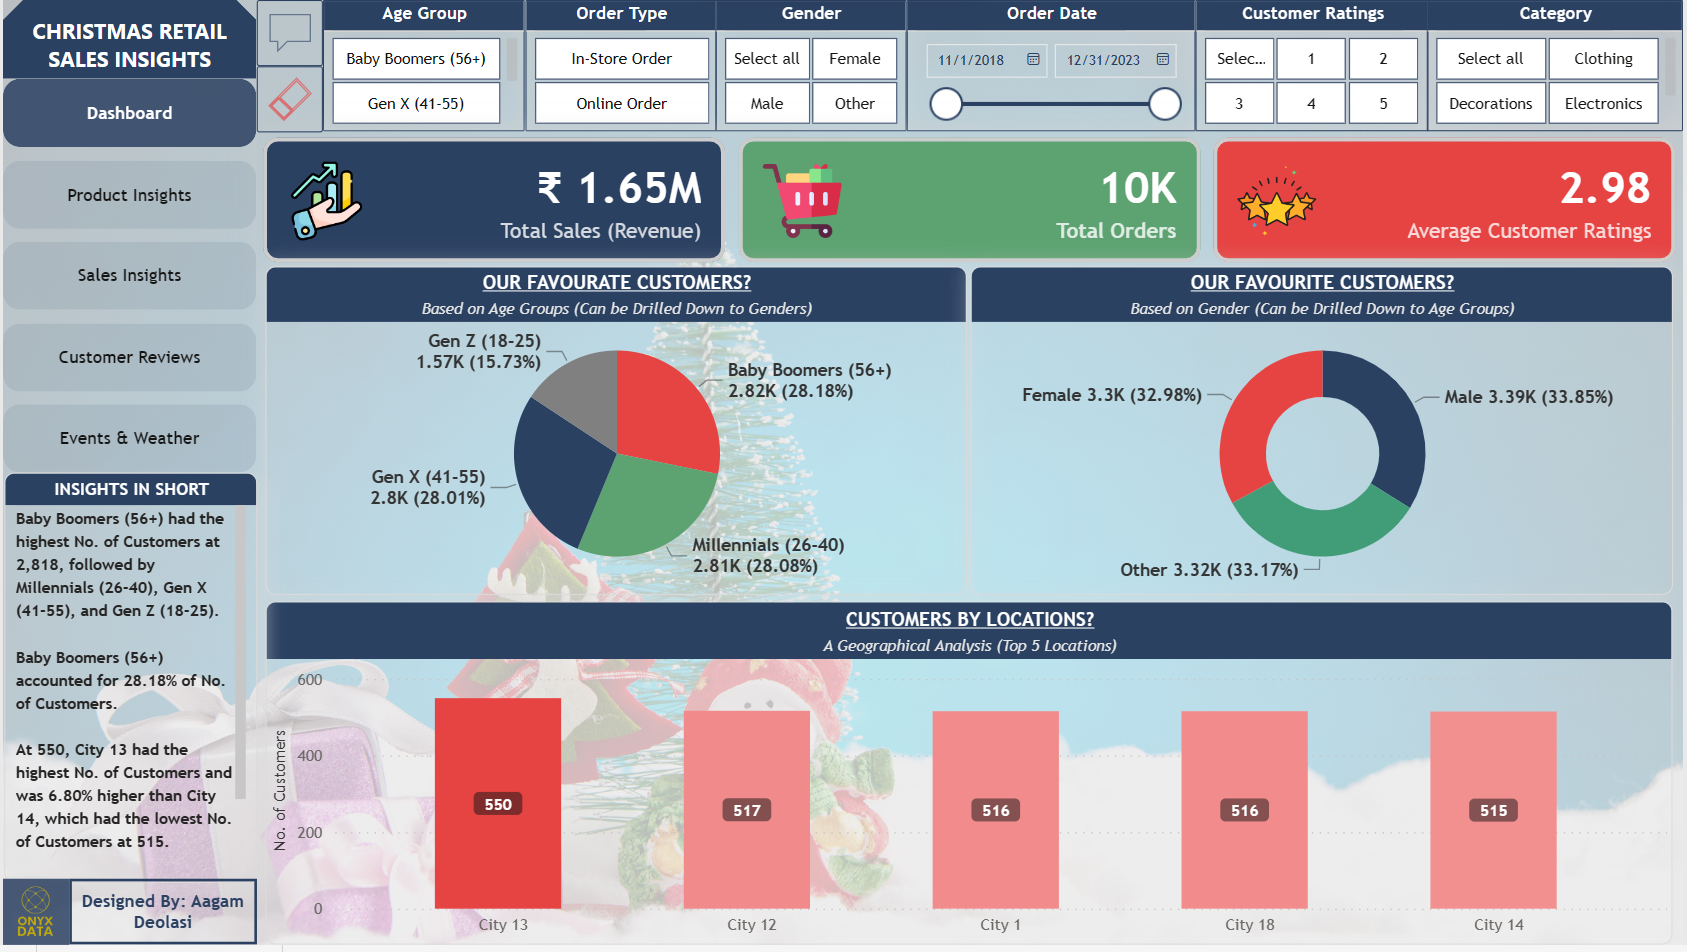 CHRISTMAS RETAIL
SALES INSIGHTS
Dashboard
Product Insights
Sales Insights
Customer Reviews
Events & Weather
INSIGHTS IN SHORT
Baby Boomers (56+) had the
highest No. of Customers at
2,818, followed by
Millennials (26-40), Gen X
(41-55), and Gen Z (18-25).
Baby Boomers (56+)
accounted for 28.18% of No.
of Customers.
At 550, City 13 had the
highest No. of Customers and
was 6.80% higher than City
14, which had the lowest No.
of Customers at 515.
ONYX
DATA
Designed By: Aagam
Deolasi
Age Group
Baby Boomers (56+)
Gen X (41-55)
Order Type
In-Store Order
Online Order
Gender
Select all
Female
Male
Other
Order Date
11/1/2018
12/31/2023
Customer Ratings
Selec...
1
2
3
4
5
Category
Select all
Clothing
Decorations
Electronics
₹ 1.65M
Total Sales (Revenue)
10K
Total Orders
2.98
Average Customer Ratings
OUR FAVOURATE CUSTOMERS?
Based on Age Groups (Can be Drilled Down to Genders)
Gen Z (18-25)
1.57K (15.73%)
Baby Boomers (56+)
2.82K (28.18%)
Gen X (41-55)
2.8K (28.01%)
Millennials (26-40)
2.81K (28.08%)
OUR FAVOURITE CUSTOMERS?
Based on Gender (Can be Drilled Down to Age Groups)
Female 3.3K (32.98%)
Male 3.39K (33.85%)
Other 3.32K (33.17%)
CUSTOMERS BY LOCATIONS?
A Geographical Analysis (Top 5 Locations)
No. of Customers
600
400
200
0
550
517
516
516
515
City 13
City 12
City 1
City 18
City 14